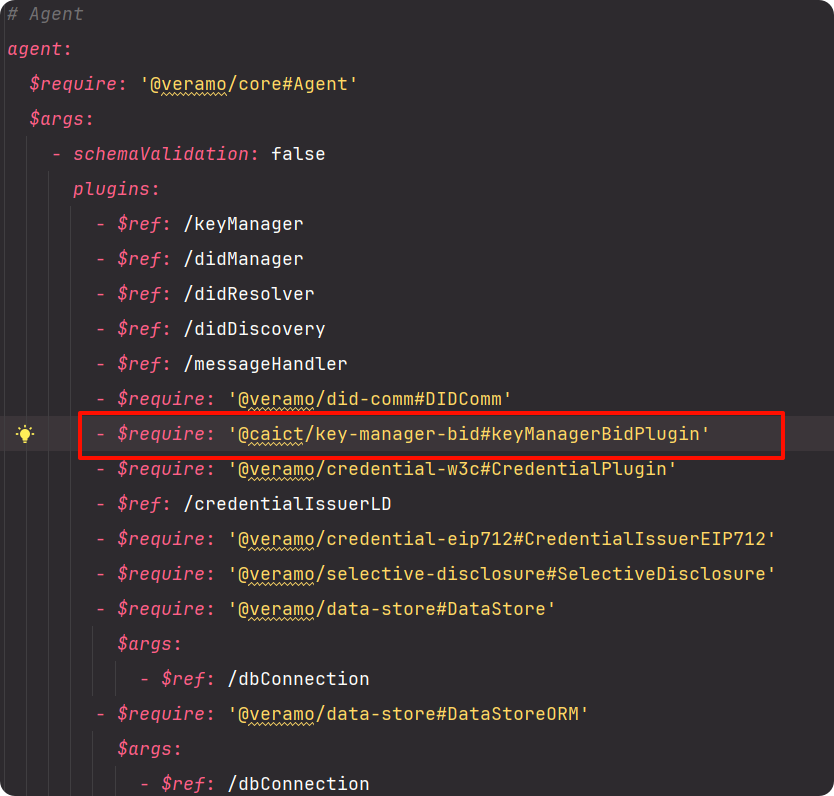 # Agent
agent:
  $require: '@veramo/core#Agent'
  $args:
    - schemaValidation: false
      plugins:
        - $ref: /keyManager
        - $ref: /didManager
        - $ref: /didResolver
        - $ref: /didDiscovery
        - $ref: /messageHandler
        - $require: '@veramo/did-comm#DIDComm'
        - $require: '@caict/key-manager-bid#keyManagerBidPlugin'
        - $require: '@veramo/credential-w3c#CredentialPlugin'
        - $ref: /credentialIssuerLD
        - $require: '@veramo/credential-eip712#CredentialIssuerEIP712'
        - $require: '@veramo/selective-disclosure#SelectiveDisclosure'
        - $require: '@veramo/data-store#DataStore'
          $args:
            - $ref: /dbConnection
        - $require: '@veramo/data-store#DataStoreORM'
          $args:
            - $ref: /dbConnection